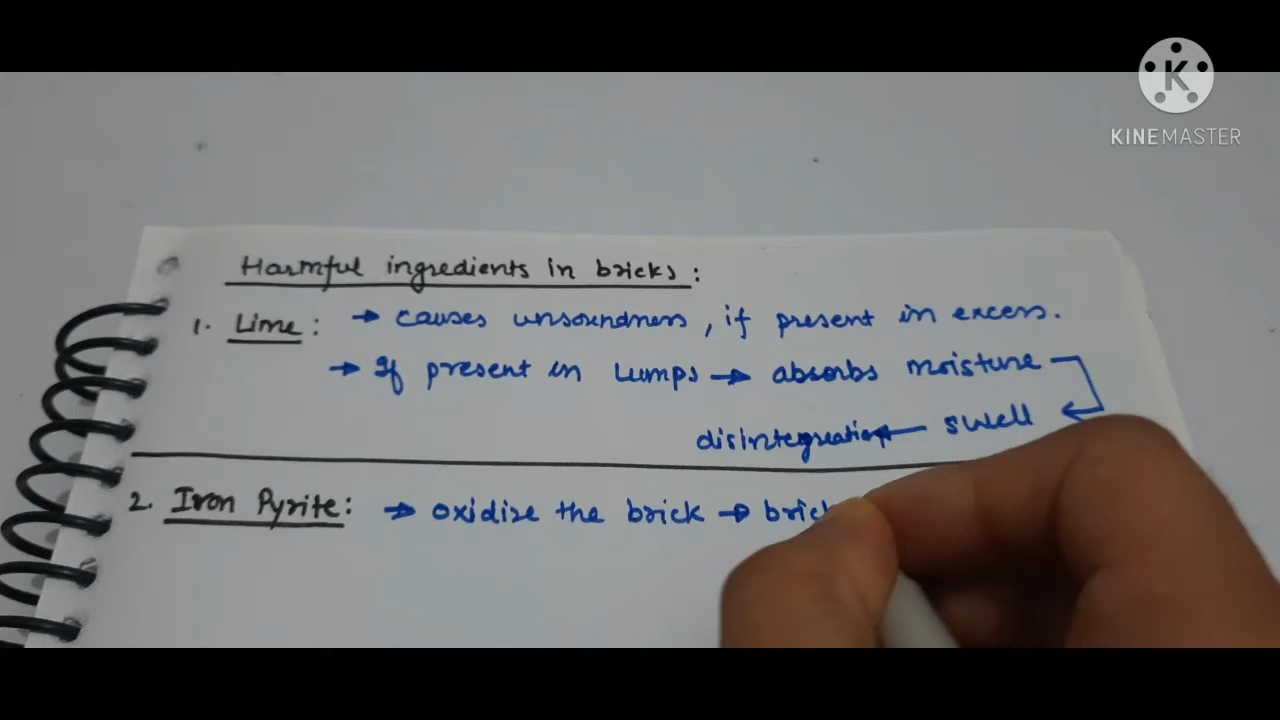 KINEMASTER
Harmful ingredients in bricks:
1. Lime: → causes unsoundness, if present in excess.
→ If present in lumps → absorbs moisture
disintegration ← swell
2. Iron Pyrite: → oxidize the brick → brick